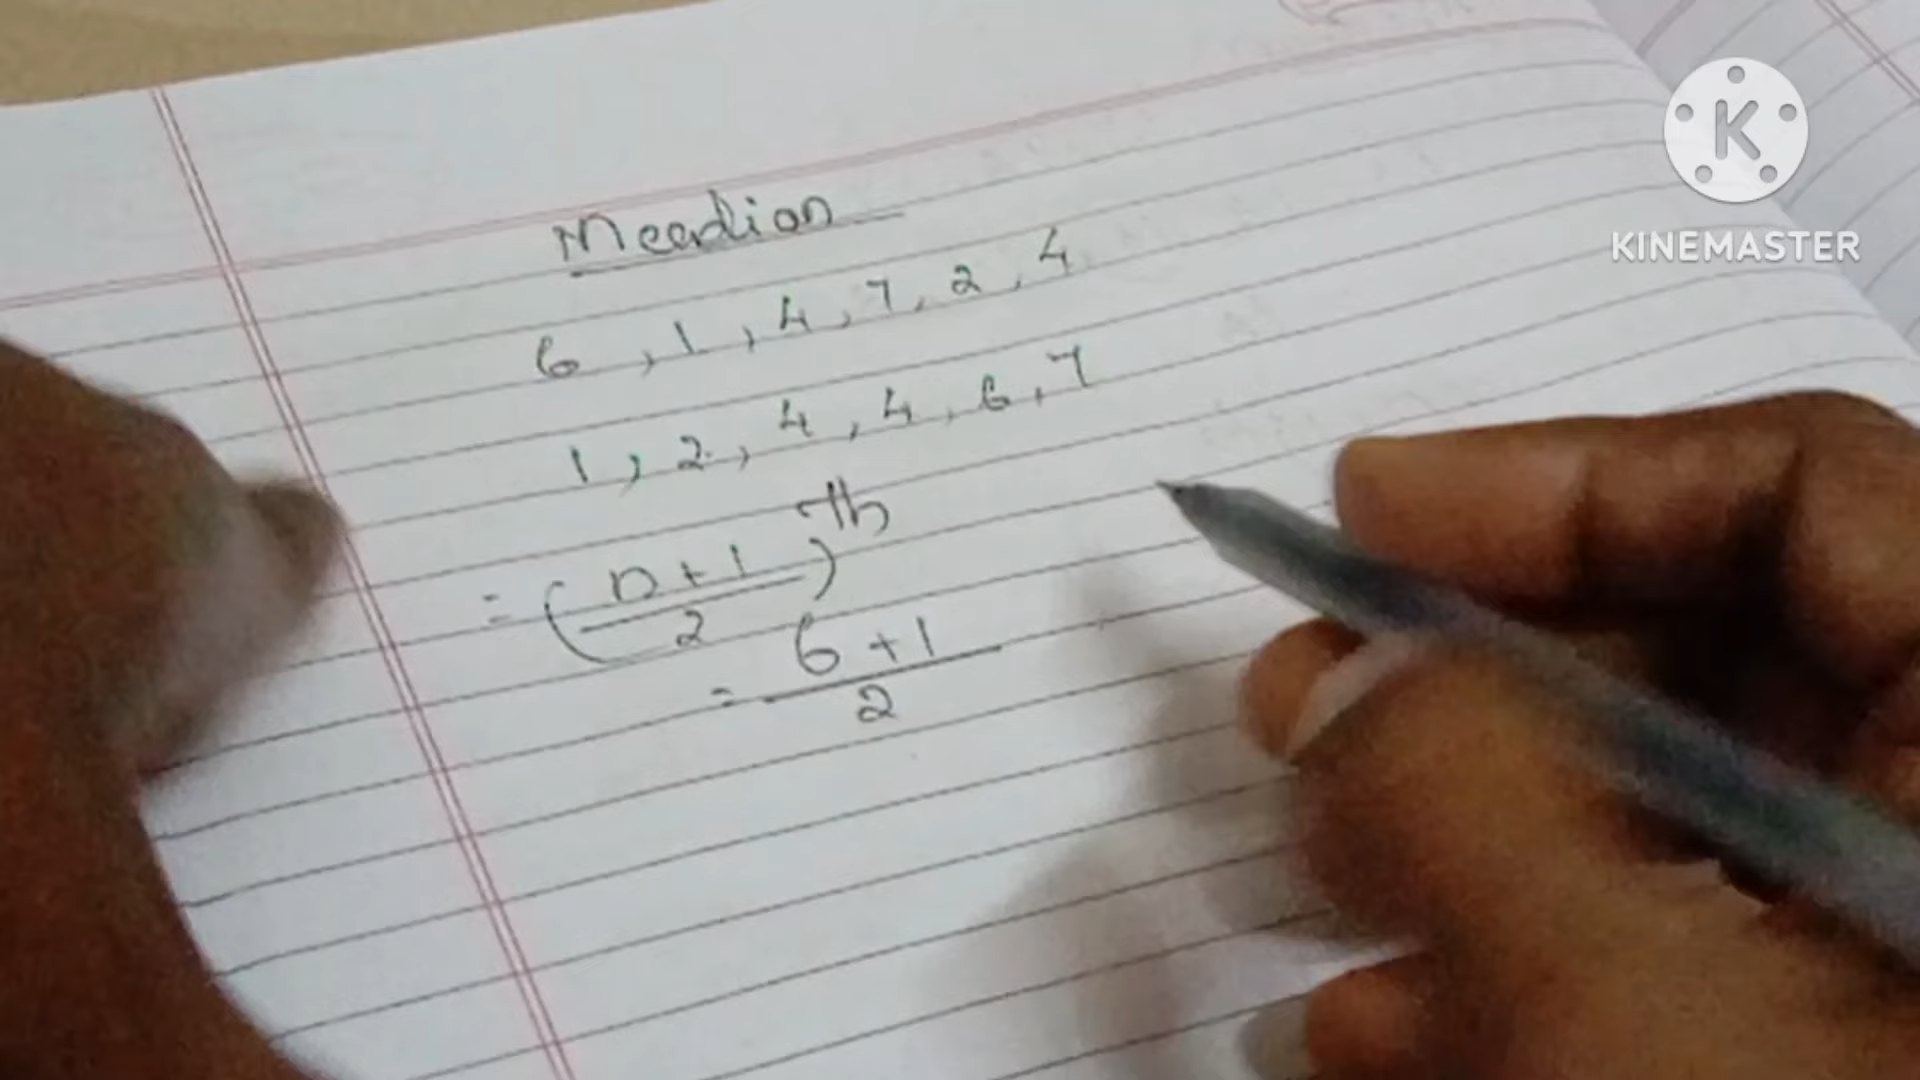 Meedian
6, 1, 4, 7, 2, 4
1, 2, 4, 4, 6, 7
= (n+1/2)Th
= 6+1/2
K
KINEMASTER